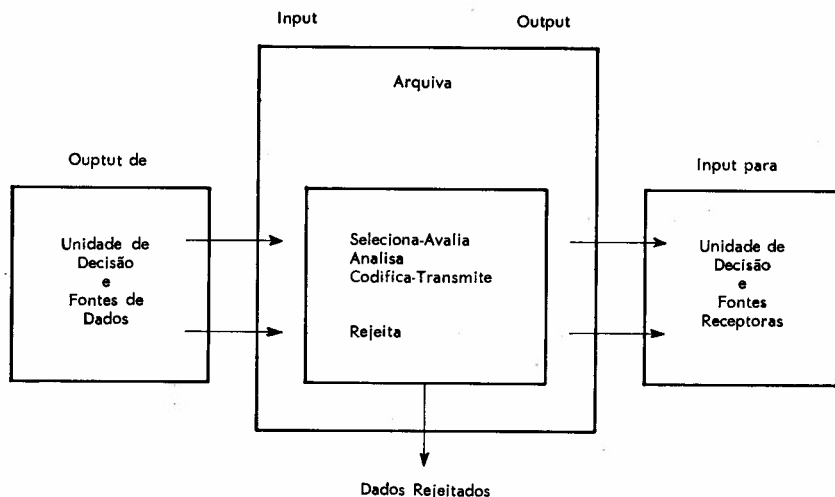 Input
Output
Arquiva
Ouptut de
Input para
Unidade de
Decisão
e
Fontes de
Dados
Seleciona-Avalia
Analisa
Codifica-Transmite
Rejeita
Unidade de
Decisão
e
Fontes
Receptoras
Dados Rejeitados